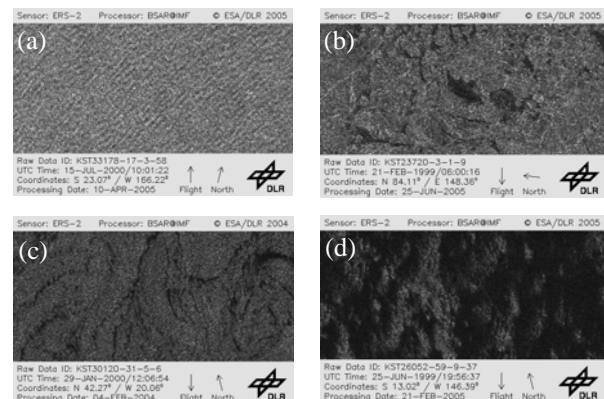 Sensor: ERS-2 Processor: BSAR@IMF © ESA/DLR 2005
(a)
Raw Data ID: KST33178-17-3-58
UTC Time: 15-JUL-2000/10:01:22
Coordinates: S 23.07° / W 166.22°
Processing Date: 10-APR-2005
Flight North
DLR
Sensor: ERS-2 Processor: BSAR@IMF © ESA/DLR 2005
(b)
Raw Data ID: KST23720-3-1-9
UTC Time: 21-FEB-1999/06:00:16
Coordinates: N 84.11° / E 148.36°
Processing Date: 25-JUN-2005
Flight North
DLR
Sensor: ERS-2 Processor: BSAR@IMF © ESA/DLR 2004
(c)
Raw Data ID: KST30120-31-5-6
UTC Time: 29-JAN-2000/12:06:54
Coordinates: N 42.27° / W 20.06°
Processing Date: 04-FEB-2004
Flight North
DLR
Sensor: ERS-2 Processor: BSAR@IMF © ESA/DLR 2005
(d)
Raw Data ID: KST26052-59-9-37
UTC Time: 25-JUN-1999/19:56:37
Coordinates: S 13.02° / W 146.39°
Processing Date: 21-FEB-2005
Flight North
DLR